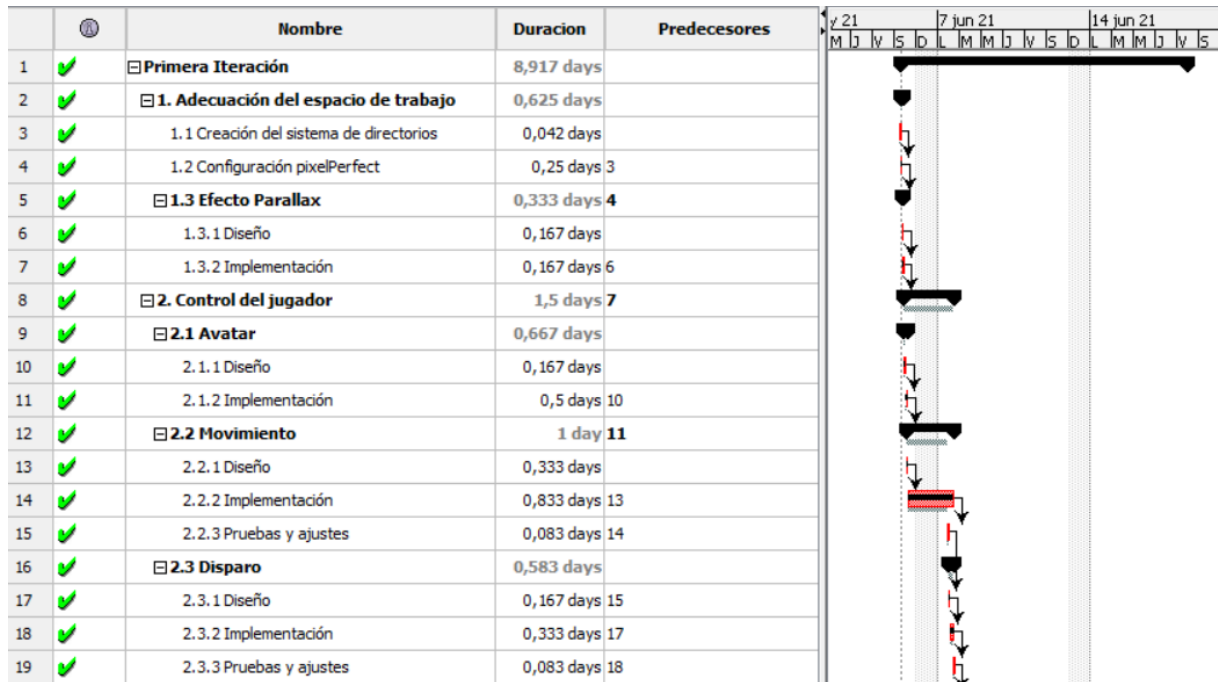 Nombre Duracion Predecesores
y 21 7 jun 21 14 jun 21
M J V S D L M M J V S D L M M J V S
1 Primera Iteración 8,917 days
2 1. Adecuación del espacio de trabajo 0,625 days
3 1.1 Creación del sistema de directorios 0,042 days
4 1.2 Configuración pixelPerfect 0,25 days 3
5 1.3 Efecto Parallax 0,333 days 4
6 1.3.1 Diseño 0,167 days
7 1.3.2 Implementación 0,167 days 6
8 2. Control del jugador 1,5 days 7
9 2.1 Avatar 0,667 days
10 2.1.1 Diseño 0,167 days
11 2.1.2 Implementación 0,5 days 10
12 2.2 Movimiento 1 day 11
13 2.2.1 Diseño 0,333 days
14 2.2.2 Implementación 0,833 days 13
15 2.2.3 Pruebas y ajustes 0,083 days 14
16 2.3 Disparo 0,583 days
17 2.3.1 Diseño 0,167 days 15
18 2.3.2 Implementación 0,333 days 17
19 2.3.3 Pruebas y ajustes 0,083 days 18